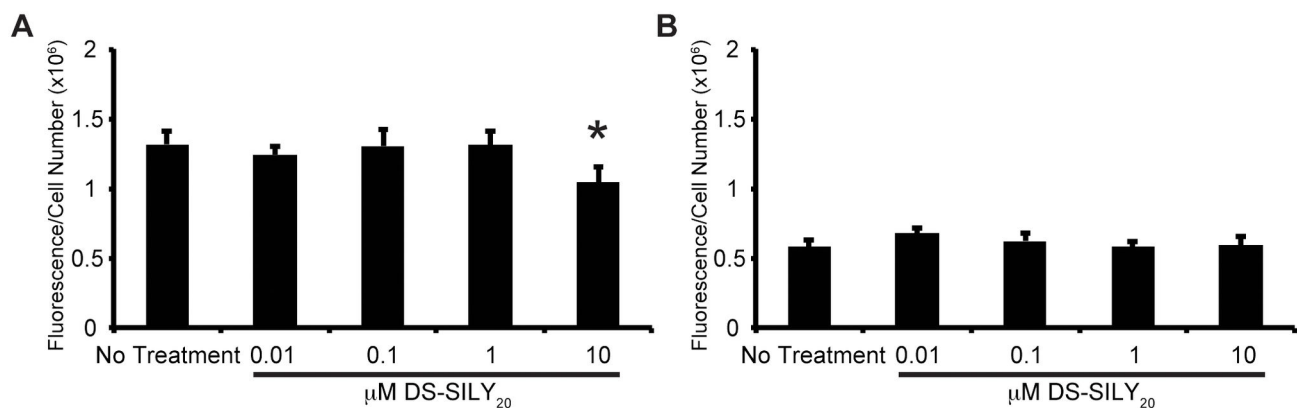 A
Fluorescence/Cell Number (x10⁶)
2
1.5
1
0.5
0
No Treatment 0.01 0.1 1 10
μM DS-SILY₂₀
*
B
Fluorescence/Cell Number (x10⁶)
2
1.5
1
0.5
0
No Treatment 0.01 0.1 1 10
μM DS-SILY₂₀